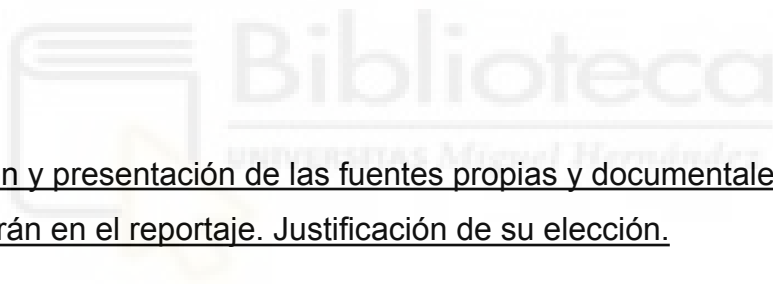 Biblioteca
UNIVERSITAS Miguel Hernández
n y presentación de las fuentes propias y documentale
rán en el reportaje. Justificación de su elección.